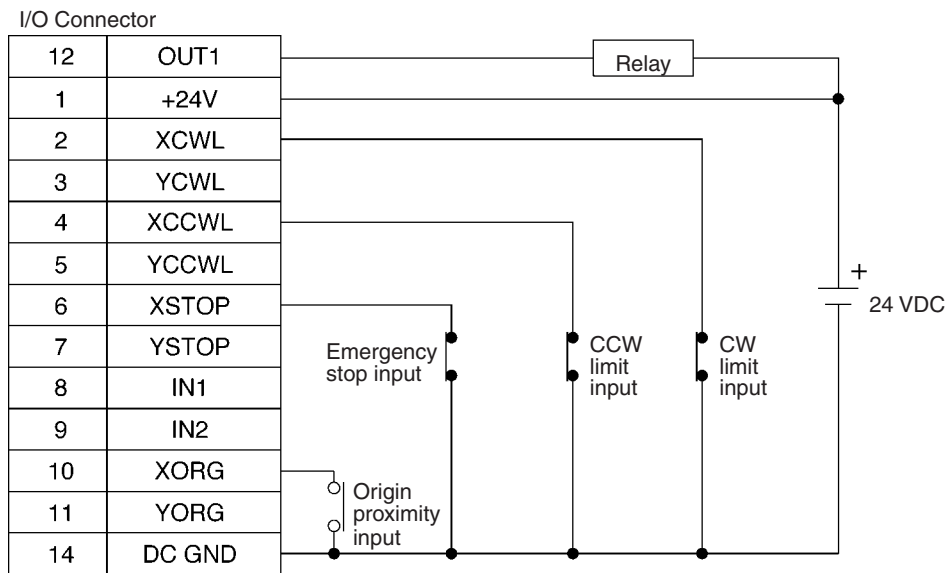 I/O Connector
12 OUT1
Relay
1 +24V
2 XCWL
3 YCWL
4 XCCWL
5 YCCWL
+
6 XSTOP
24 VDC
7 YSTOP
Emergency
stop input
CCW
limit
input
CW
limit
input
8 IN1
9 IN2
10 XORG
Origin
proximity
input
11 YORG
14 DC GND